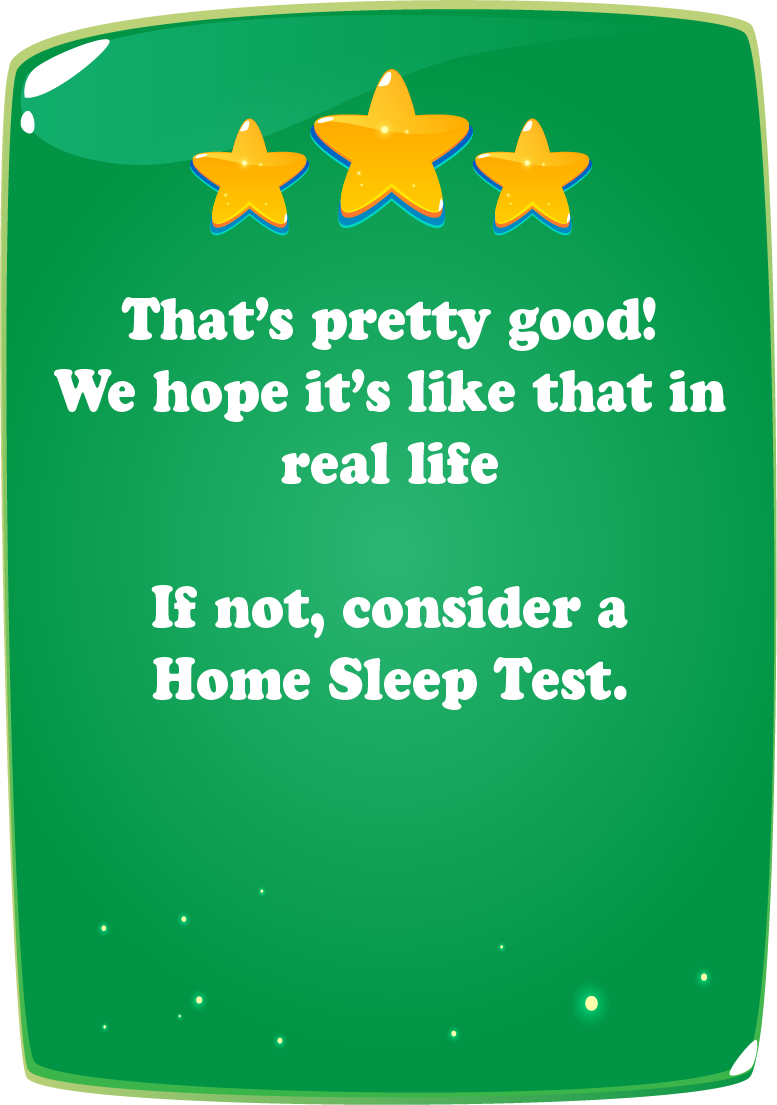 That’s pretty good!
We hope it’s like that in
real life
If not, consider a
Home Sleep Test.